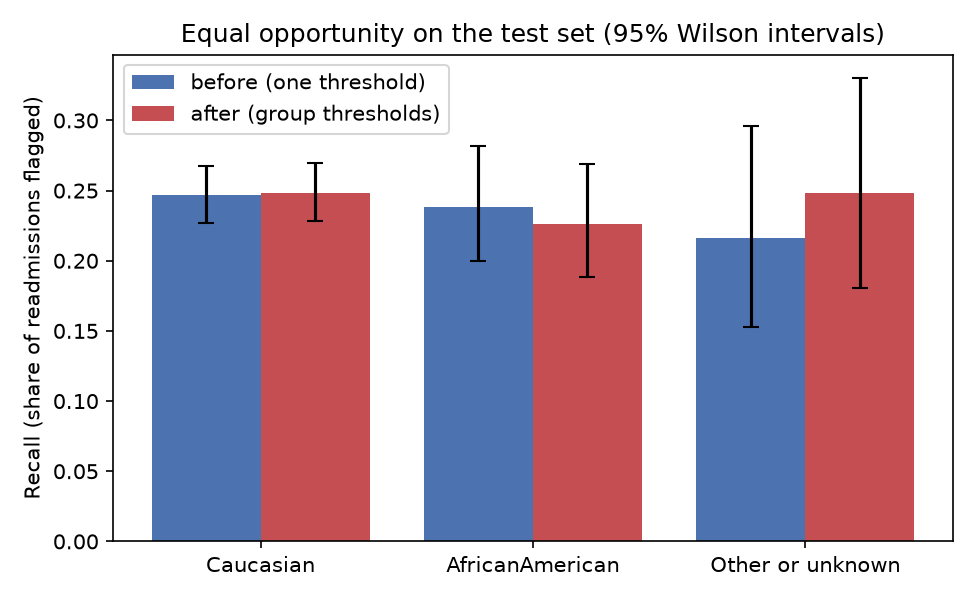 Equal opportunity on the test set (95% Wilson intervals)
before (one threshold)
after (group thresholds)
Recall (share of readmissions flagged)
0.30
0.25
0.20
0.15
0.10
0.05
0.00
Caucasian
AfricanAmerican
Other or unknown